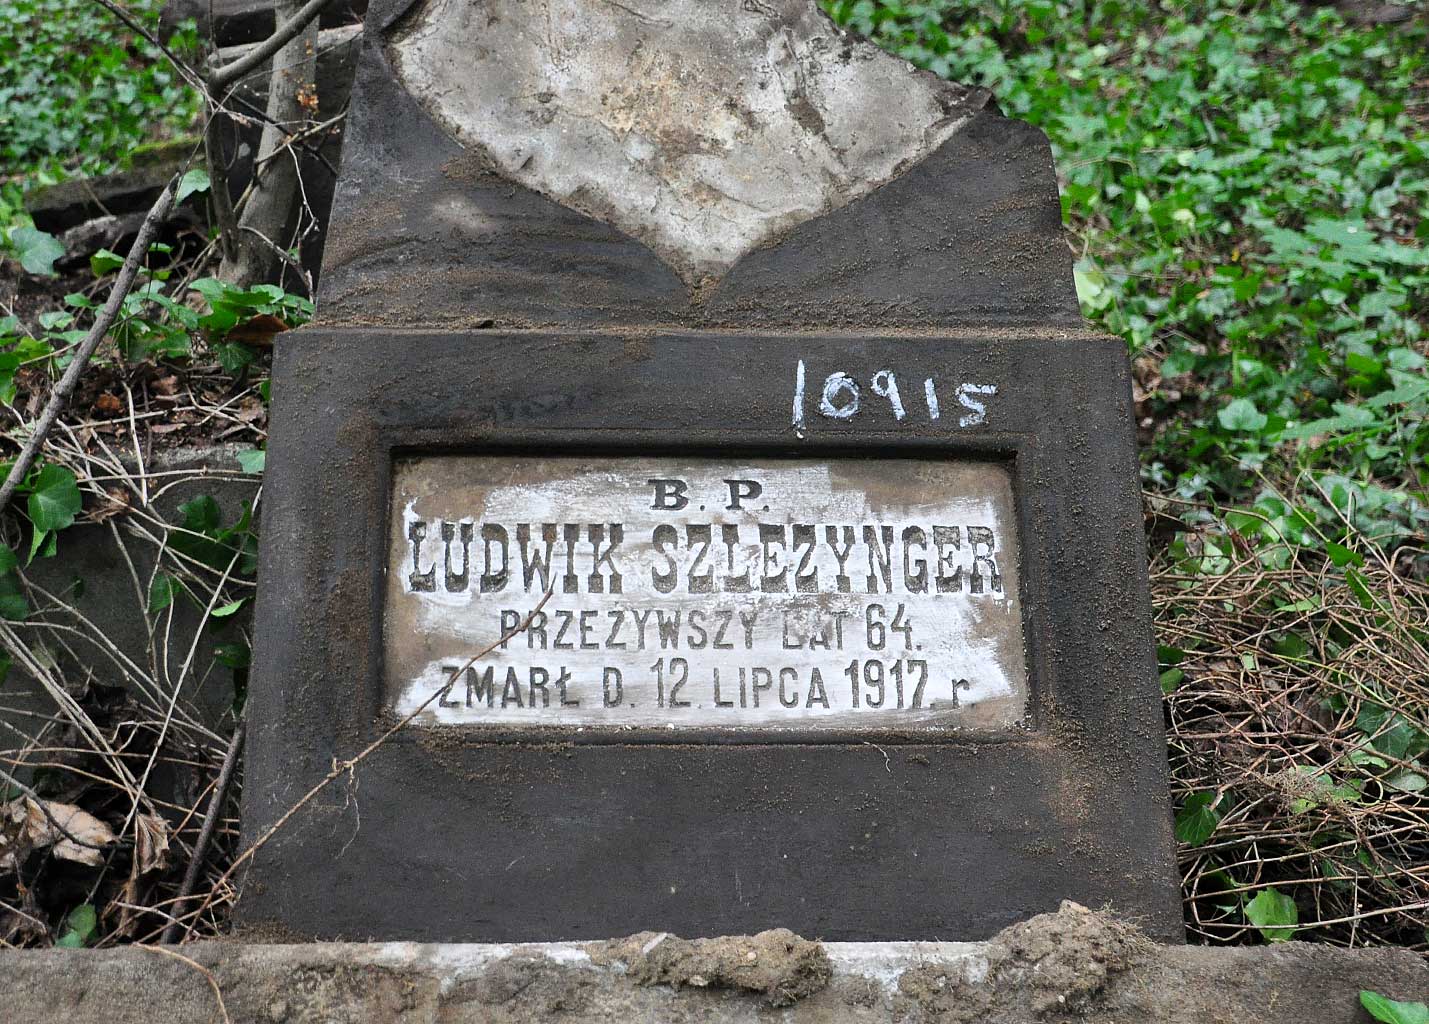 10915
B. P.
LUDWIK SZLEZYNGER
PRZEŻYWSZY LAT 64.
ZMARŁ D. 12. LIPCA 1917. r.